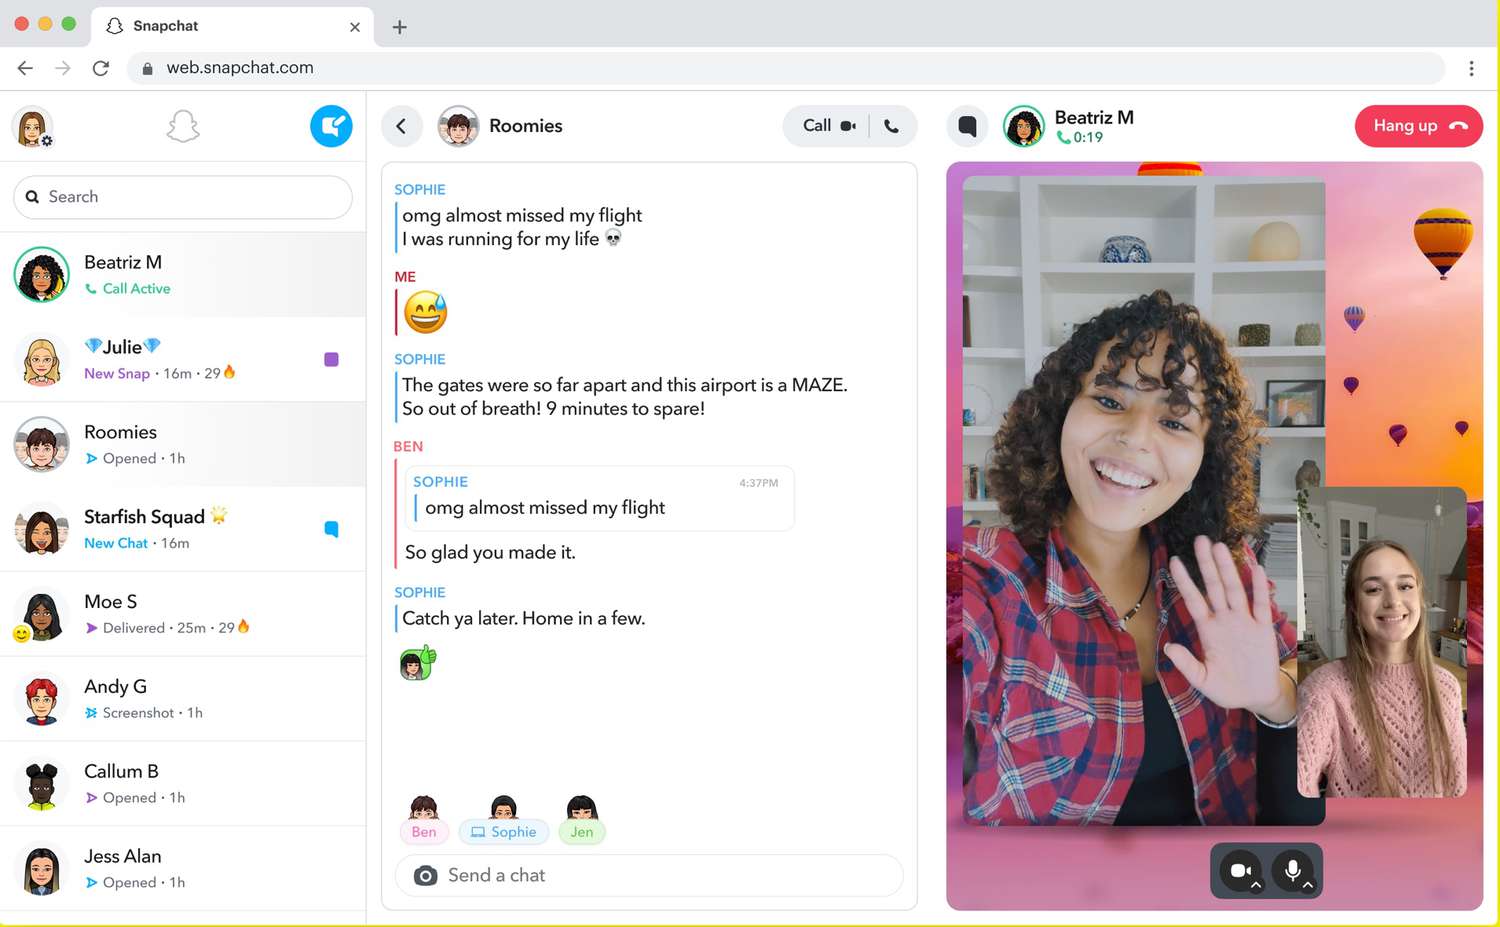 Snapchat
web.snapchat.com
Search
Beatriz M
Call Active
💎Julie💎
New Snap · 16m · 29🔥
Roomies
Opened · 1h
Starfish Squad 🌟
New Chat · 16m
Moe S
Delivered · 25m · 29🔥
Andy G
Screenshot · 1h
Callum B
Opened · 1h
Jess Alan
Opened · 1h
Roomies
Call
SOPHIE
omg almost missed my flight
I was running for my life 💀
ME
😅
SOPHIE
The gates were so far apart and this airport is a MAZE.
So out of breath! 9 minutes to spare!
BEN
SOPHIE 4:37PM
omg almost missed my flight
So glad you made it.
SOPHIE
Catch ya later. Home in a few.
Ben Sophie Jen
Send a chat
Beatriz M
0:19
Hang up